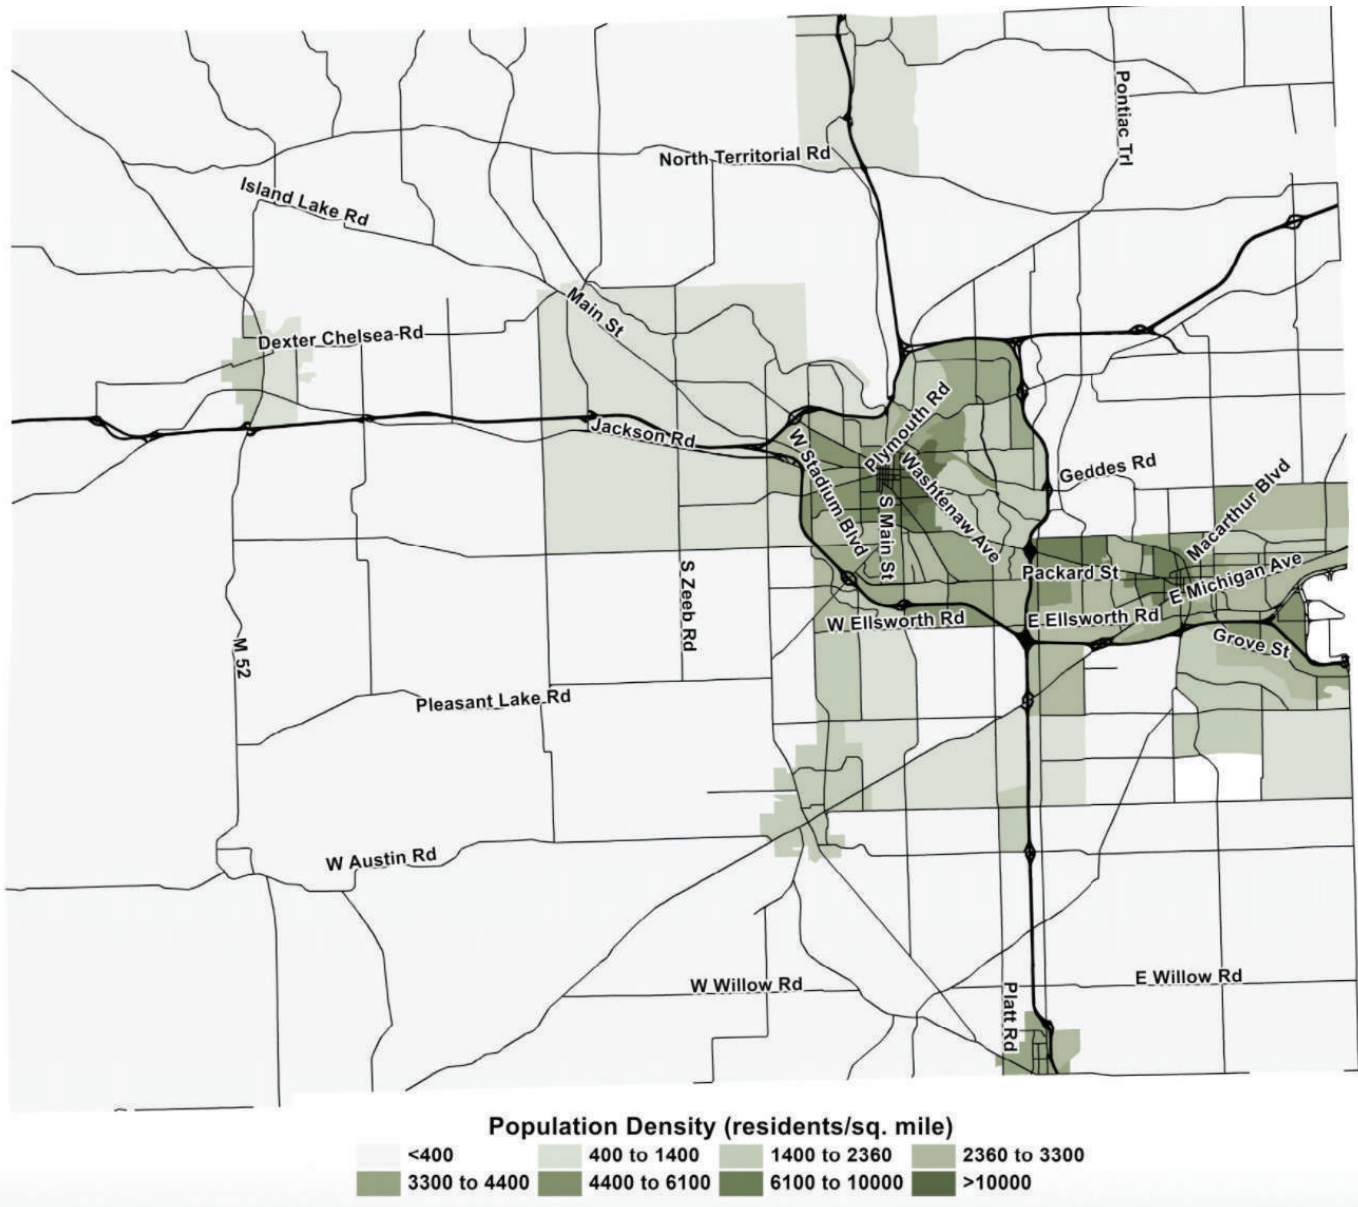 Pontiac Trl
North Territorial Rd
Island Lake Rd
Main St
Dexter Chelsea Rd
Plymouth Rd
Jackson Rd
W Stadium Blvd
Washtenaw Ave
Geddes Rd
Macarthur Blvd
S Main St
Packard St
E Michigan Ave
S Zeeb Rd
W Ellsworth Rd
E Ellsworth Rd
Grove St
M 52
Pleasant Lake Rd
W Austin Rd
W Willow Rd
E Willow Rd
Platt Rd
Population Density (residents/sq. mile)
<400 400 to 1400 1400 to 2360 2360 to 3300
3300 to 4400 4400 to 6100 6100 to 10000 >10000